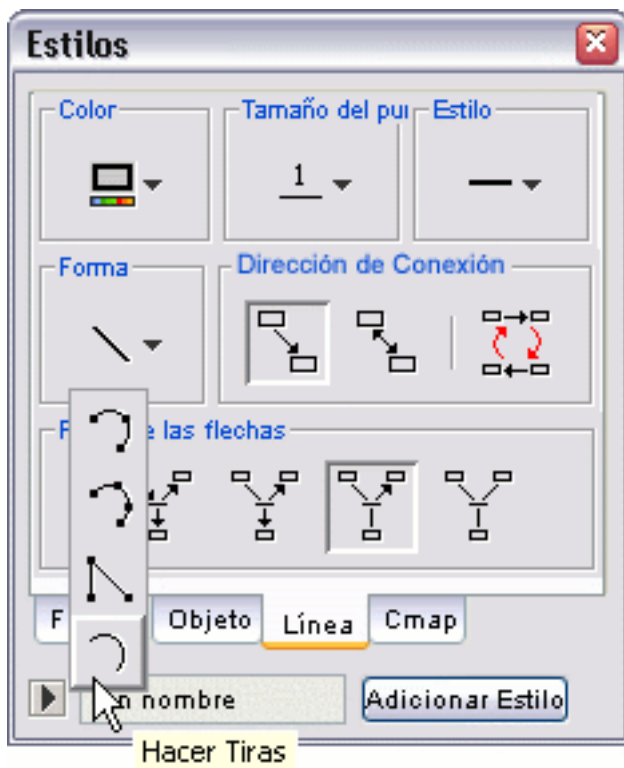 Estilos
Color
Tamaño del pu
Estilo
1
Forma
Dirección de Conexión
las flechas
Objeto
Línea
Cmap
nombre
Adicionar Estilo
Hacer Tiras